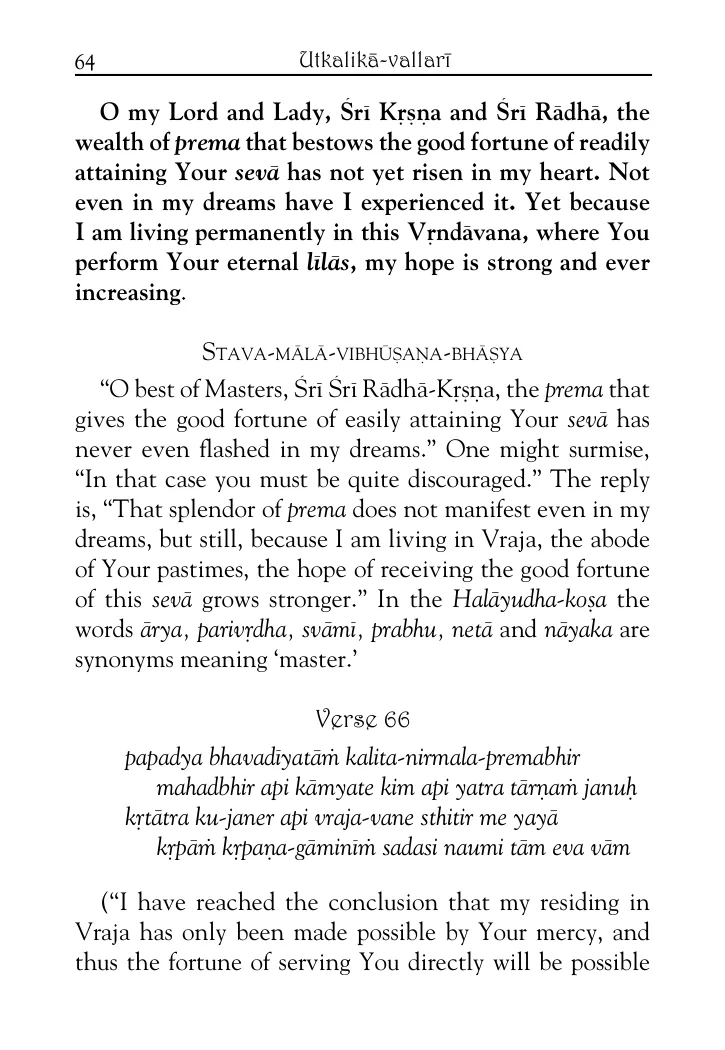 64 Utkalikā-vallarī
O my Lord and Lady, Śrī Kṛṣṇa and Śrī Rādhā, the
wealth of prema that bestows the good fortune of readily
attaining Your sevā has not yet risen in my heart. Not
even in my dreams have I experienced it. Yet because
I am living permanently in this Vṛndāvana, where You
perform Your eternal līlās, my hope is strong and ever
increasing.
Stava-mālā-vibhūṣaṇa-bhāṣya
“O best of Masters, Śrī Śrī Rādhā-Kṛṣṇa, the prema that
gives the good fortune of easily attaining Your sevā has
never even flashed in my dreams.” One might surmise,
“In that case you must be quite discouraged.” The reply
is, “That splendor of prema does not manifest even in my
dreams, but still, because I am living in Vraja, the abode
of Your pastimes, the hope of receiving the good fortune
of this sevā grows stronger.” In the Halāyudha-koṣa the
words ārya, parivṛdha, svāmī, prabhu, netā and nāyaka are
synonyms meaning ‘master.’
Verse 66
papadya bhavadīyatāṁ kalita-nirmala-premabhir
mahadbhir api kāmyate kim api yatra tārṇaṁ januḥ
kṛtātra ku-janer api vraja-vane sthitir me yayā
kṛpāṁ kṛpaṇa-gāminīṁ sadasi naumi tām eva vām
(“I have reached the conclusion that my residing in
Vraja has only been made possible by Your mercy, and
thus the fortune of serving You directly will be possible